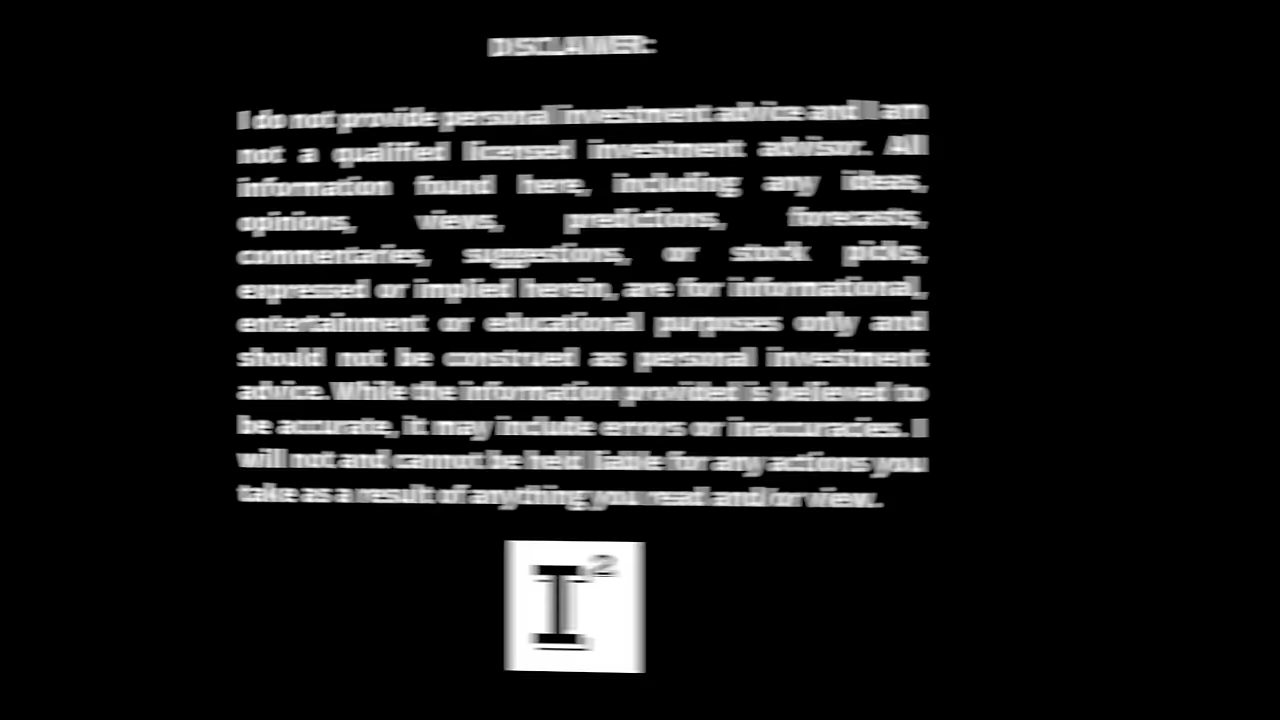 DISCLAIMER:
I do not provide personal investment advice and I am
not a qualified licensed investment advisor. All
information found here, including any ideas,
opinions, views, predictions, forecasts,
commentaries, suggestions, or stock picks,
expressed or implied herein, are for informational,
entertainment or educational purposes only and
should not be construed as personal investment
advice. While the information provided is believed to
be accurate, it may include errors or inaccuracies. I
will not and cannot be held liable for any actions you
take as a result of anything you read and/or view.
I²